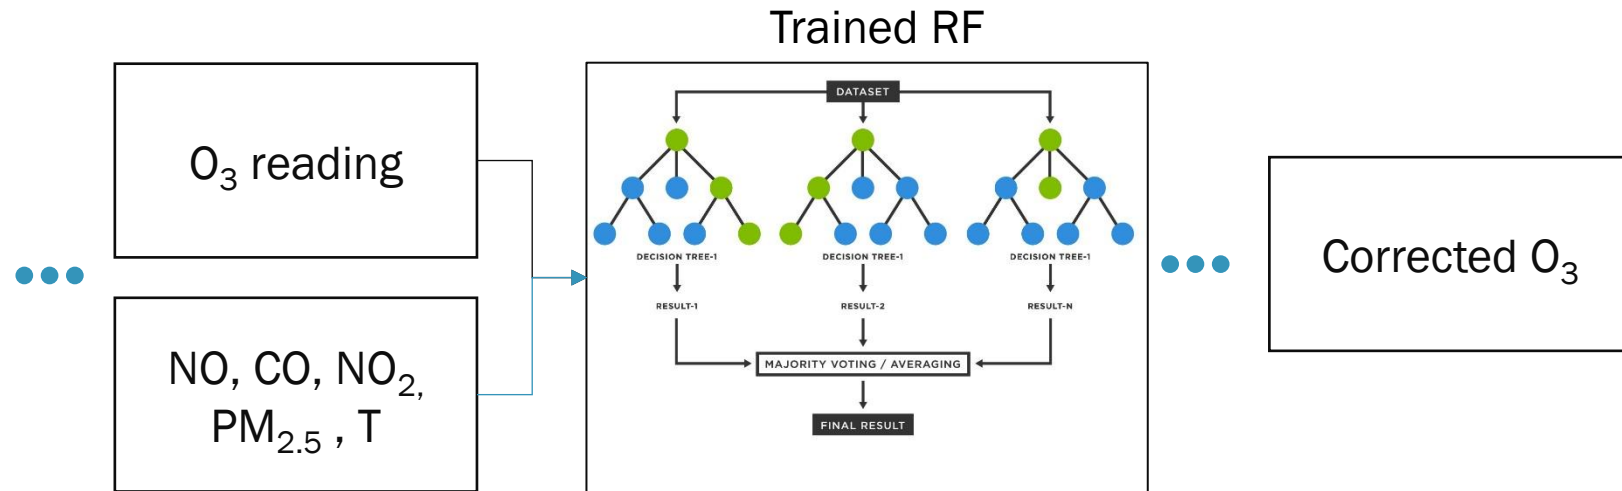 Trained RF
O₃ reading
NO, CO, NO₂,
PM₂.₅ , T
DATASET
DECISION TREE-1 DECISION TREE-1 DECISION TREE-1
RESULT-1 RESULT-2 RESULT-N
MAJORITY VOTING / AVERAGING
FINAL RESULT
Corrected O₃